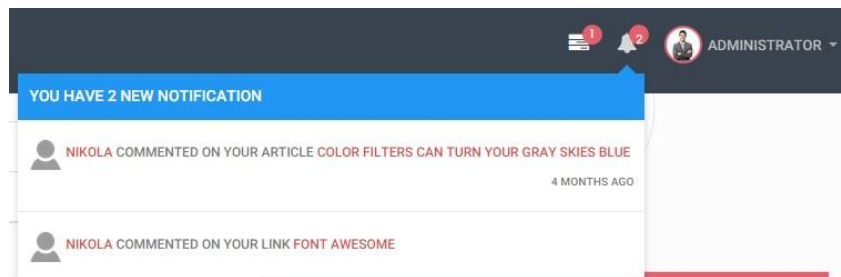 1
2
ADMINISTRATOR
YOU HAVE 2 NEW NOTIFICATION
NIKOLA COMMENTED ON YOUR ARTICLE COLOR FILTERS CAN TURN YOUR GRAY SKIES BLUE
4 MONTHS AGO
NIKOLA COMMENTED ON YOUR LINK FONT AWESOME